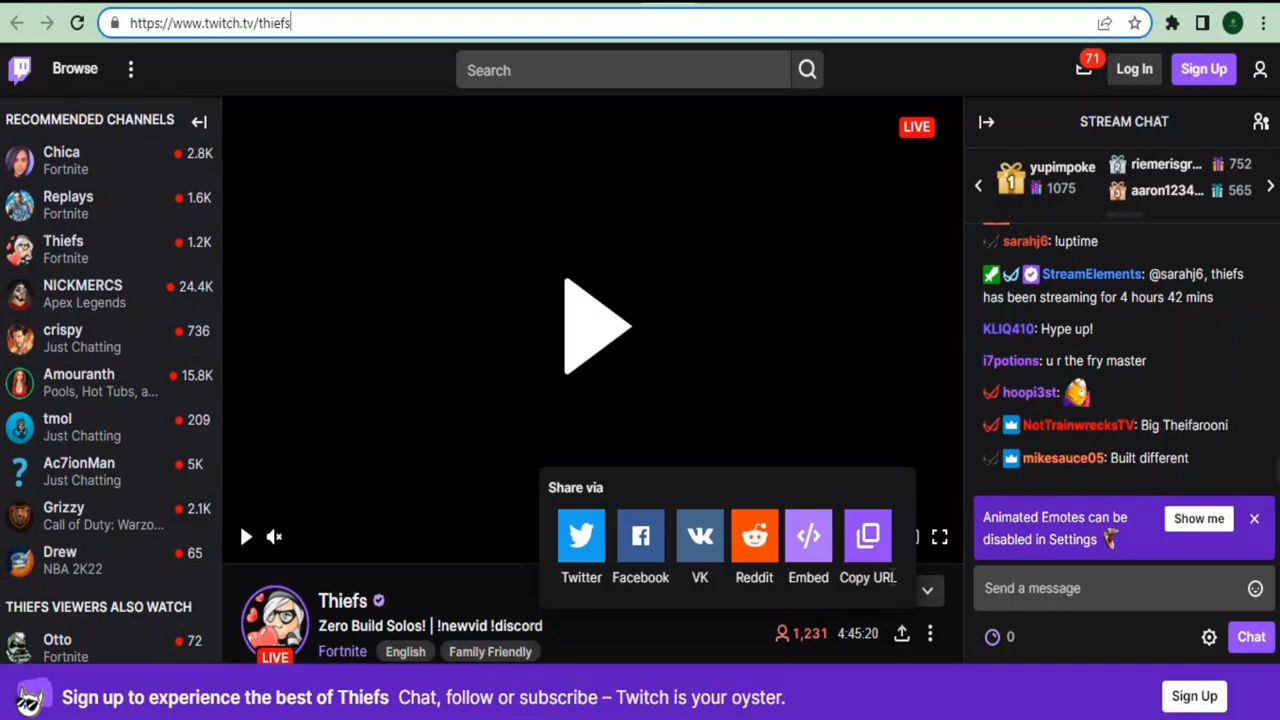 https://www.twitch.tv/thiefs
Browse
Search
71
Log In
Sign Up
RECOMMENDED CHANNELS
Chica
2.8K
Fortnite
Replays
1.6K
Fortnite
Thiefs
1.2K
Fortnite
NICKMERCS
24.4K
Apex Legends
crispy
736
Just Chatting
Amouranth
15.8K
Pools, Hot Tubs, a...
tmol
209
Just Chatting
Ac7ionMan
5K
Just Chatting
Grizzy
2.1K
Call of Duty: Warzo...
Drew
65
NBA 2K22
THIEFS VIEWERS ALSO WATCH
Otto
72
Fortnite
LIVE
Share via
Twitter
Facebook
VK
Reddit
Embed
Copy URL
Thiefs
Zero Build Solos! | !newvid !discord
Fortnite
English
Family Friendly
LIVE
1,231
4:45:20
STREAM CHAT
1
yupimpoke
1075
2
riemerisgr...
752
3
aaron1234...
565
sarahj6: !uptime
StreamElements: @sarahj6, thiefs
has been streaming for 4 hours 42 mins
KLIQ410: Hype up!
i7potions: u r the fry master
hoopi3st:
NotTrainwrecksTV: Big Theifarooni
mikesauce05: Built different
Animated Emotes can be
disabled in Settings
Show me
Send a message
0
Chat
Sign up to experience the best of Thiefs Chat, follow or subscribe – Twitch is your oyster.
Sign Up